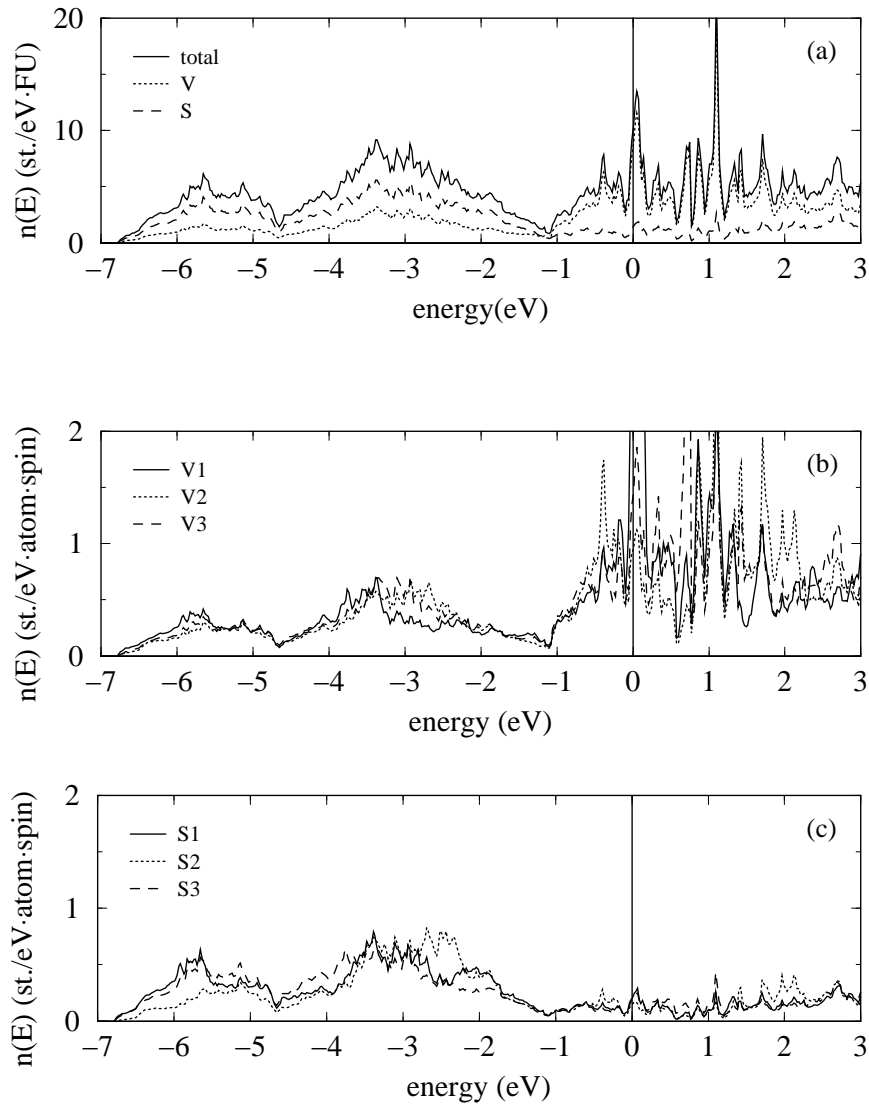 n(E) (st./eV·FU)
20
10
0
total
V
S
(a)
−7 −6 −5 −4 −3 −2 −1 0 1 2 3
energy(eV)
n(E) (st./eV·atom·spin)
2
1
0
V1
V2
V3
(b)
−7 −6 −5 −4 −3 −2 −1 0 1 2 3
energy (eV)
n(E) (st./eV·atom·spin)
2
1
0
S1
S2
S3
(c)
−7 −6 −5 −4 −3 −2 −1 0 1 2 3
energy (eV)